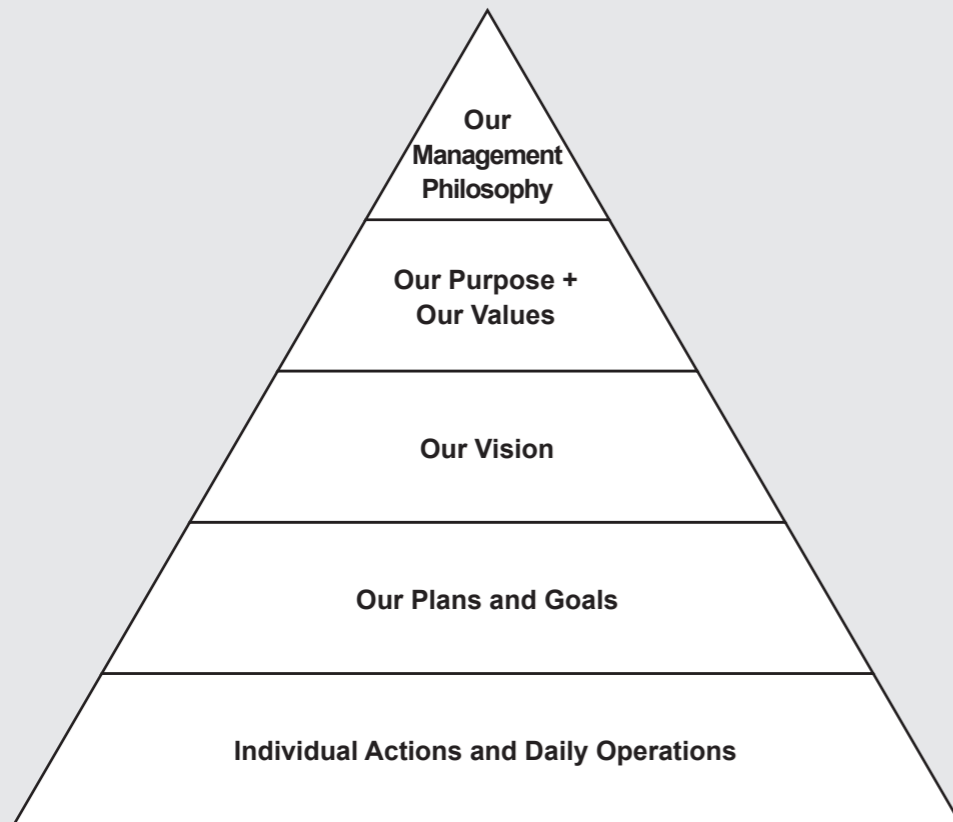 Our
Management
Philosophy
Our Purpose +
Our Values
Our Vision
Our Plans and Goals
Individual Actions and Daily Operations